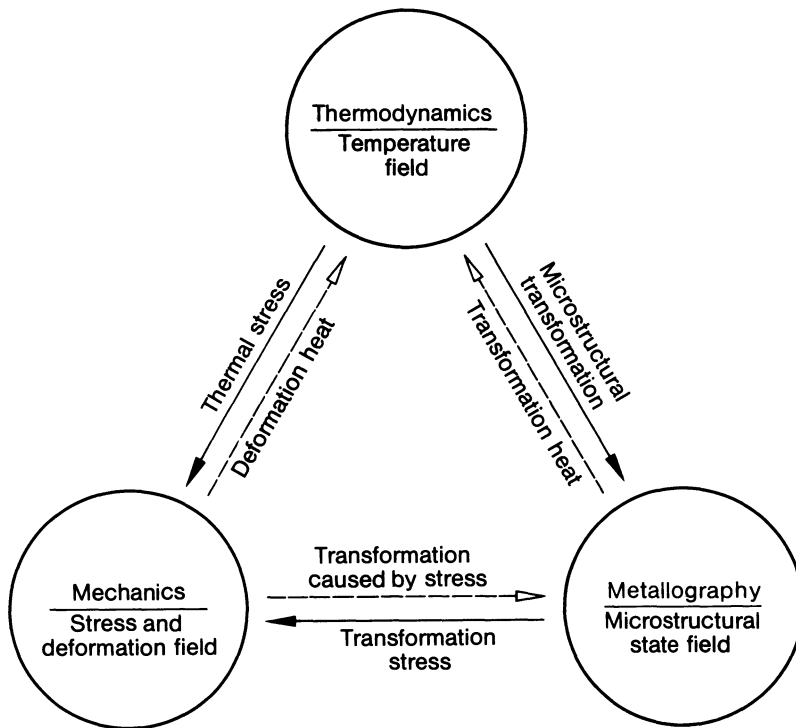 Thermodynamics
Temperature
field
Thermal stress
Deformation heat
Microstructural
transformation
Transformation heat
Mechanics
Stress and
deformation field
Transformation
caused by stress
Transformation
stress
Metallography
Microstructural
state field